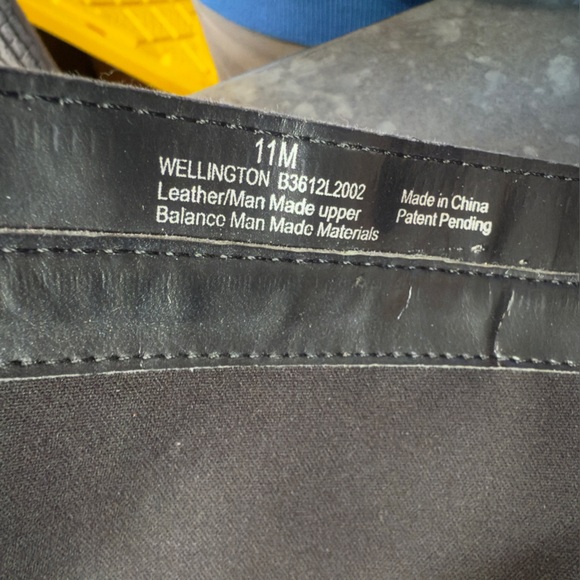 11M
WELLINGTON B3612L2002
Leather/Man Made upper
Balance Man Made Materials
Made in China
Patent Pending